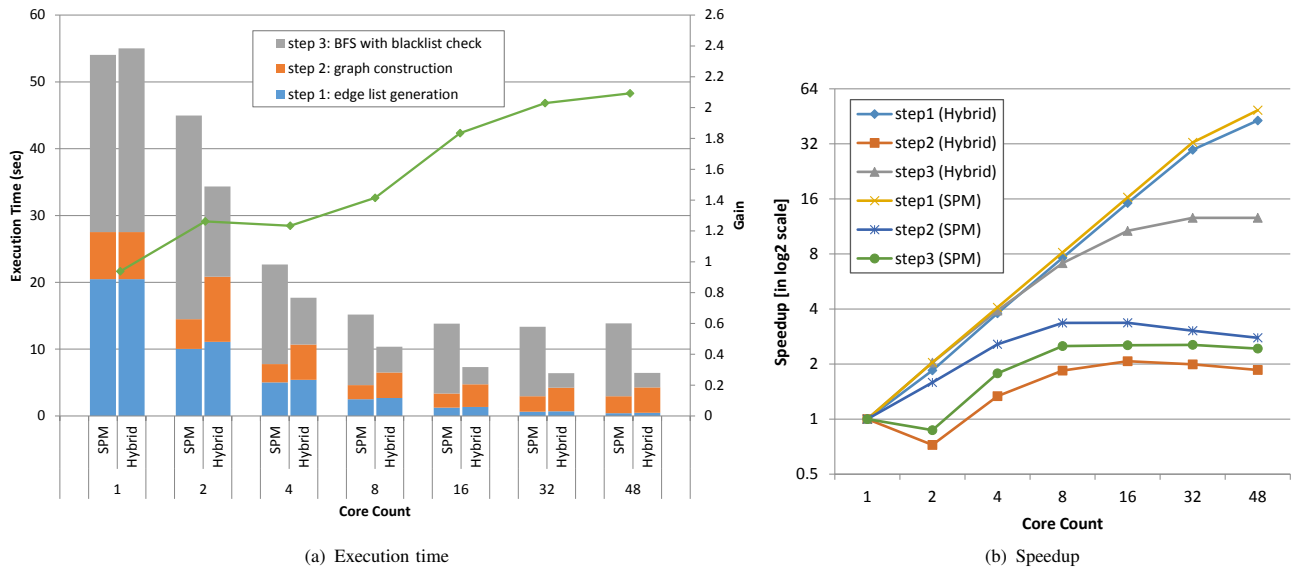 60
50
40
30
20
10
0
Execution Time (sec)
step 3: BFS with blacklist check
step 2: graph construction
step 1: edge list generation
2.6
2.4
2.2
2
1.8
1.6
1.4
1.2
1
0.8
0.6
0.4
0.2
0
Gain
SPM Hybrid SPM Hybrid SPM Hybrid SPM Hybrid SPM Hybrid SPM Hybrid SPM Hybrid
1 2 4 8 16 32 48
Core Count
(a) Execution time
64
32
16
8
4
2
1
0.5
Speedup [in log2 scale]
step1 (Hybrid)
step2 (Hybrid)
step3 (Hybrid)
step1 (SPM)
step2 (SPM)
step3 (SPM)
1 2 4 8 16 32 48
Core Count
(b) Speedup